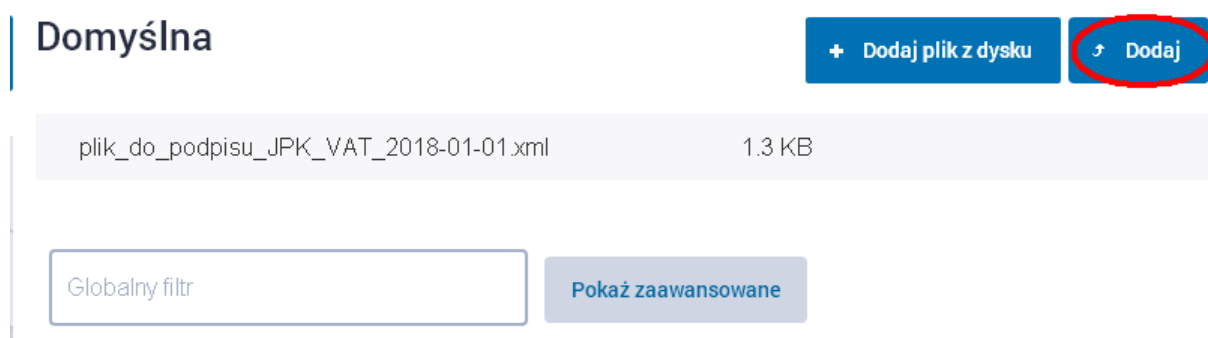 Domyślna
+ Dodaj plik z dysku
Dodaj
plik_do_podpisu_JPK_VAT_2018-01-01.xml 1.3 KB
Globalny filtr
Pokaż zaawansowane